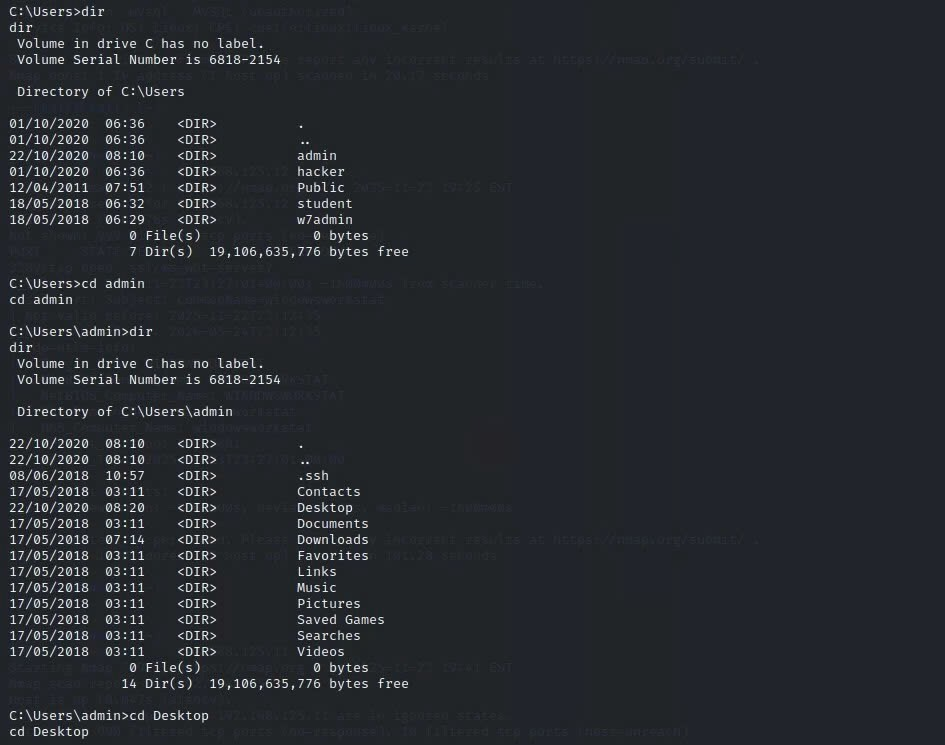 C:\Users>dir
dir
 Volume in drive C has no label.
 Volume Serial Number is 6818-2154

 Directory of C:\Users

01/10/2020  06:36    <DIR>          .
01/10/2020  06:36    <DIR>          ..
22/10/2020  08:10    <DIR>          admin
01/10/2020  06:36    <DIR>          hacker
12/04/2011  07:51    <DIR>          Public
18/05/2018  06:32    <DIR>          student
18/05/2018  06:29    <DIR>          w7admin
               0 File(s)              0 bytes
               7 Dir(s)  19,106,635,776 bytes free

C:\Users>cd admin
cd admin

C:\Users\admin>dir
dir
 Volume in drive C has no label.
 Volume Serial Number is 6818-2154

 Directory of C:\Users\admin

22/10/2020  08:10    <DIR>          .
22/10/2020  08:10    <DIR>          ..
08/06/2018  10:57    <DIR>          .ssh
17/05/2018  03:11    <DIR>          Contacts
22/10/2020  08:20    <DIR>          Desktop
17/05/2018  03:11    <DIR>          Documents
17/05/2018  07:14    <DIR>          Downloads
17/05/2018  03:11    <DIR>          Favorites
17/05/2018  03:11    <DIR>          Links
17/05/2018  03:11    <DIR>          Music
17/05/2018  03:11    <DIR>          Pictures
17/05/2018  03:11    <DIR>          Saved Games
17/05/2018  03:11    <DIR>          Searches
17/05/2018  03:11    <DIR>          Videos
               0 File(s)              0 bytes
              14 Dir(s)  19,106,635,776 bytes free

C:\Users\admin>cd Desktop
cd Desktop